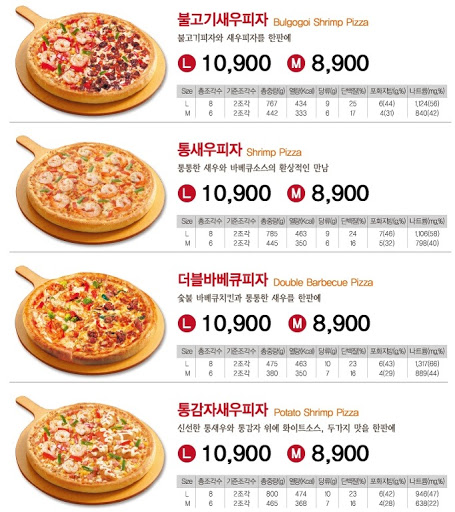 불고기새우피자 Bulgogoi Shrimp Pizza
불고기피자와 새우피자를 한판에
L 10,900 M 8,900
Size 총조각수 기준조각수 총중량(g) 열량(Kcal) 당류(g) 단백질(%) 포화지방(g,%) 나트륨(mg,%)
L 8 2조각 767 434 9 25 6(44) 1,124(56)
M 6 2조각 442 333 6 17 4(31) 840(42)
통새우피자 Shrimp Pizza
통통한 새우와 바베큐소스의 환상적인 만남
L 10,900 M 8,900
Size 총조각수 기준조각수 총중량(g) 열량(Kcal) 당류(g) 단백질(%) 포화지방(g,%) 나트륨(mg,%)
L 8 2조각 785 463 9 24 7(46) 1,106(58)
M 6 2조각 445 350 6 16 5(32) 798(40)
더블바베큐피자 Double Barbecue Pizza
숯불 바베큐치킨과 통통한 새우를 한판에
L 10,900 M 8,900
Size 총조각수 기준조각수 총중량(g) 열량(Kcal) 당류(g) 단백질(%) 포화지방(g,%) 나트륨(mg,%)
L 8 2조각 475 463 10 23 6(43) 1,317(66)
M 6 2조각 380 350 7 16 4(29) 889(44)
통감자새우피자 Potato Shrimp Pizza
신선한 통새우와 통감자 위에 화이트소스, 두가지 맛을 한판에
L 10,900 M 8,900
Size 총조각수 기준조각수 총중량(g) 열량(Kcal) 당류(g) 단백질(%) 포화지방(g,%) 나트륨(mg,%)
L 8 2조각 800 474 10 23 6(42) 946(47)
M 6 2조각 465 368 7 16 4(28) 638(22)